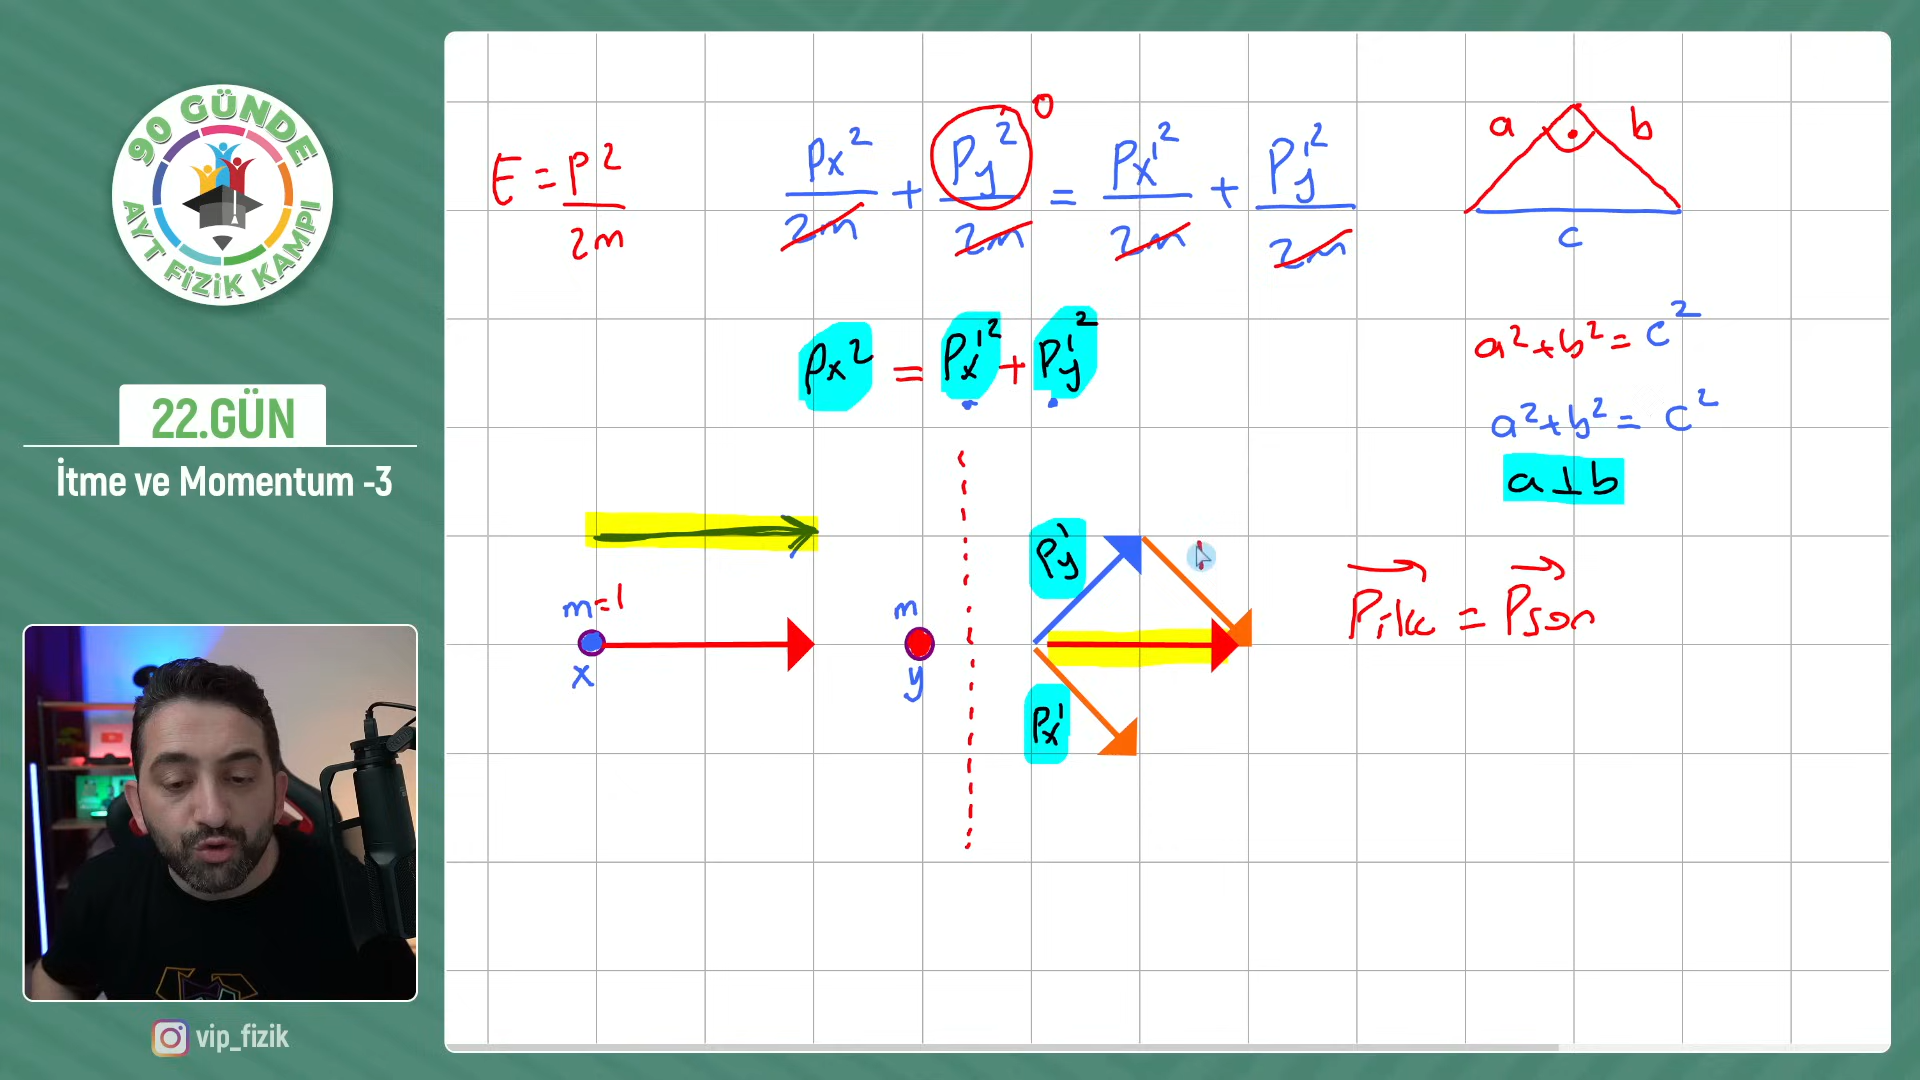 90 GÜNDE
AYT FİZİK KAMPI
22.GÜN
İtme ve Momentum -3
vip_fizik
E = P² / 2m
Px² / 2m + Py² / 2m = Px'² / 2m + Py'² / 2m
0
a
b
c
Px² = Px'² + Py'²
a² + b² = c²
a² + b² = c²
a ⊥ b
m = 1
x
m
y
Py'
Px'
Pilk = Pson